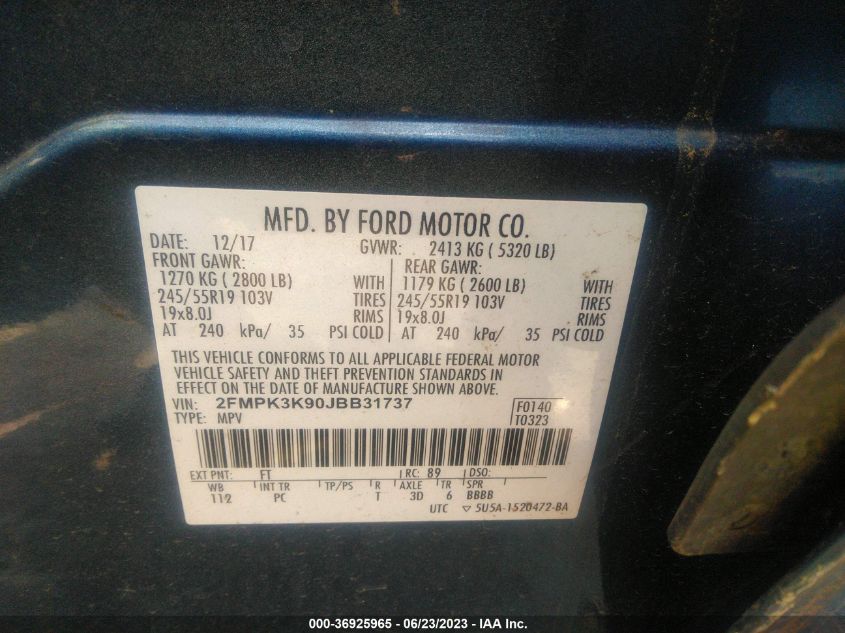 MFD. BY FORD MOTOR CO.
DATE: 12/17 GVWR: 2413 KG ( 5320 LB)
FRONT GAWR: REAR GAWR:
1270 KG ( 2800 LB) WITH 1179 KG ( 2600 LB) WITH
245/55R19 103V TIRES 245/55R19 103V TIRES
19x8.0J RIMS 19x8.0J RIMS
AT 240 kPa/ 35 PSI COLD AT 240 kPa/ 35 PSI COLD
THIS VEHICLE CONFORMS TO ALL APPLICABLE FEDERAL MOTOR
VEHICLE SAFETY AND THEFT PREVENTION STANDARDS IN
EFFECT ON THE DATE OF MANUFACTURE SHOWN ABOVE.
VIN: 2FMPK3K90JBB31737 F0140
TYPE: MPV T0323
EXT PNT: FT RC: 89 DSO:
WB INT TR TP/PS R AXLE TR SPR
112 PC T 3D 6 BBBB
UTC ▽ 5U5A-1520472-BA
000-36925965 - 06/23/2023 - IAA Inc.